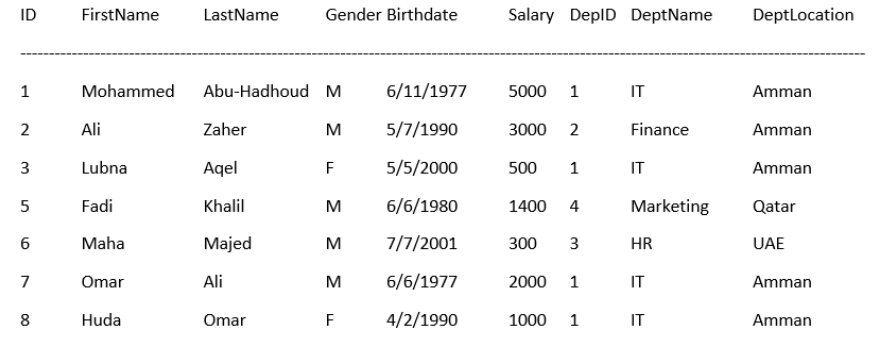 ID FirstName LastName Gender Birthdate Salary DepID DeptName DeptLocation
1 Mohammed Abu-Hadhoud M 6/11/1977 5000 1 IT Amman
2 Ali Zaher M 5/7/1990 3000 2 Finance Amman
3 Lubna Aqel F 5/5/2000 500 1 IT Amman
5 Fadi Khalil M 6/6/1980 1400 4 Marketing Qatar
6 Maha Majed M 7/7/2001 300 3 HR UAE
7 Omar Ali M 6/6/1977 2000 1 IT Amman
8 Huda Omar F 4/2/1990 1000 1 IT Amman